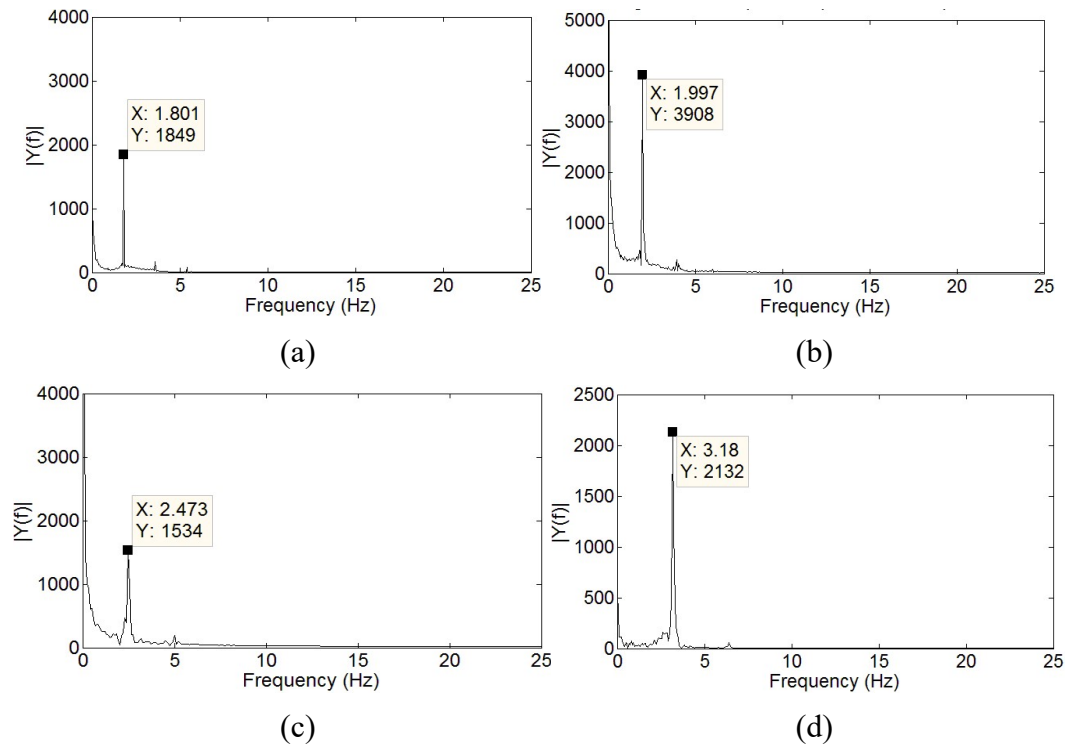 4000
3000
2000
1000
0
|Y(f)|
X: 1.801
Y: 1849
0 5 10 15 20 25
Frequency (Hz)
(a)
5000
4000
3000
2000
1000
0
|Y(f)|
X: 1.997
Y: 3908
0 5 10 15 20 25
Frequency (Hz)
(b)
4000
3000
2000
1000
0
|Y(f)|
X: 2.473
Y: 1534
0 5 10 15 20 25
Frequency (Hz)
(c)
2500
2000
1500
1000
500
0
|Y(f)|
X: 3.18
Y: 2132
0 5 10 15 20 25
Frequency (Hz)
(d)